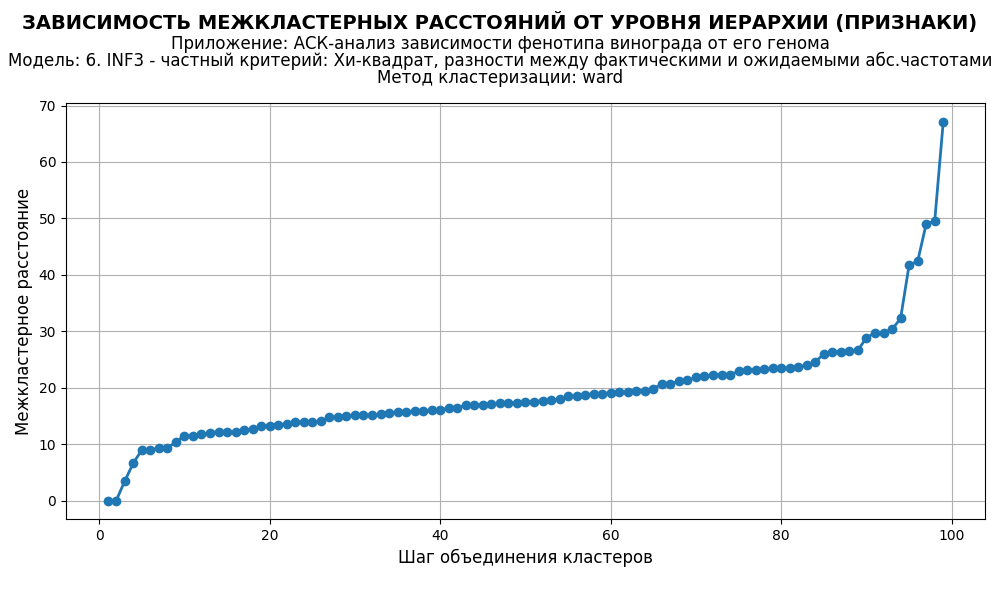 ЗАВИСИМОСТЬ МЕЖКЛАСТЕРНЫХ РАССТОЯНИЙ ОТ УРОВНЯ ИЕРАРХИИ (ПРИЗНАКИ)
Приложение: АСК-анализ зависимости фенотипа винограда от его генома
Модель: 6. INF3 - частный критерий: Хи-квадрат, разности между фактическими и ожидаемыми абс.частотами
Метод кластеризации: ward
Межкластерное расстояние
70
60
50
40
30
20
10
0
0 20 40 60 80 100
Шаг объединения кластеров